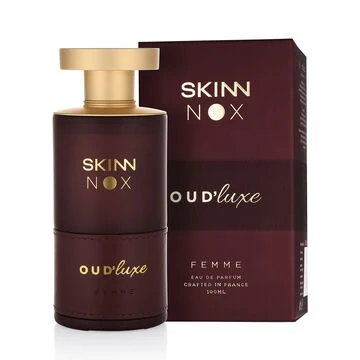 SKINN
NOX
OUD'luxe
FEMME
SKINN
NOX
OUD'luxe
FEMME
EAU DE PARFUM
CRAFTED IN FRANCE
100ML